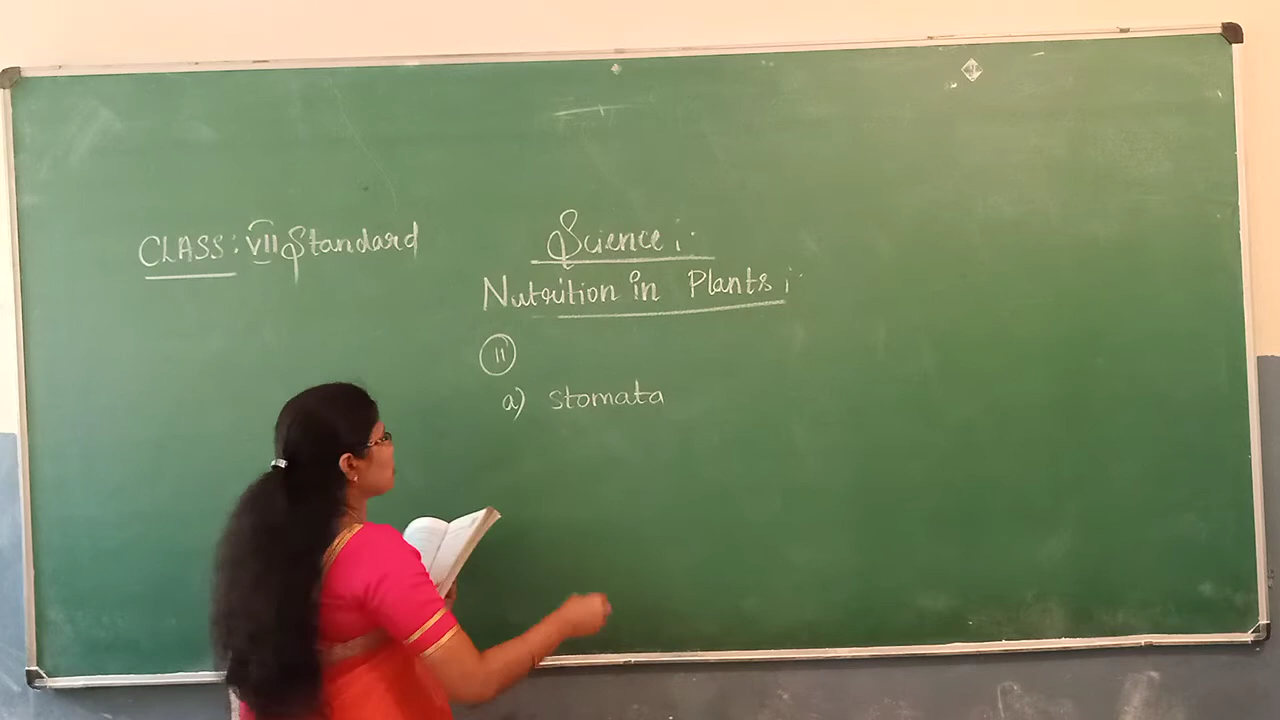 CLASS: VII Standard
Science:
Nutrition in Plants:
11
a) Stomata